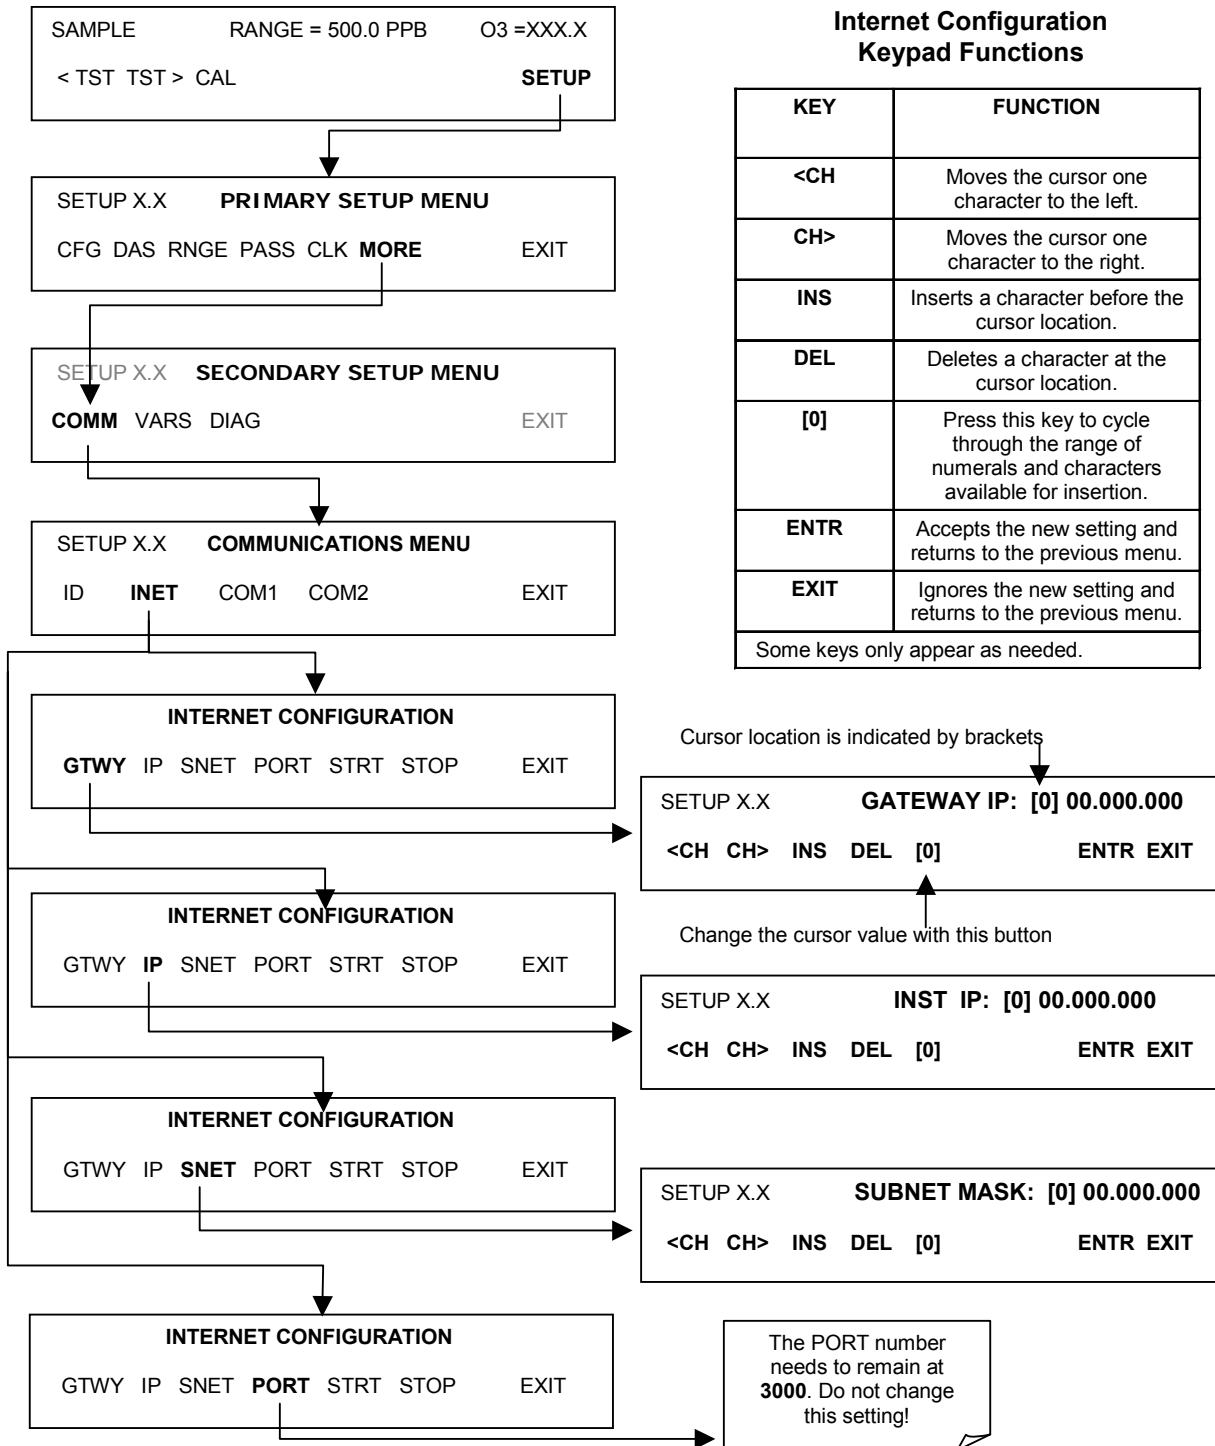 SAMPLE RANGE = 500.0 PPB O3 =XXX.X
< TST TST > CAL SETUP
SETUP X.X PRIMARY SETUP MENU
CFG DAS RNGE PASS CLK MORE EXIT
SETUP X.X SECONDARY SETUP MENU
COMM VARS DIAG EXIT
SETUP X.X COMMUNICATIONS MENU
ID INET COM1 COM2 EXIT
INTERNET CONFIGURATION
GTWY IP SNET PORT STRT STOP EXIT
INTERNET CONFIGURATION
GTWY IP SNET PORT STRT STOP EXIT
INTERNET CONFIGURATION
GTWY IP SNET PORT STRT STOP EXIT
INTERNET CONFIGURATION
GTWY IP SNET PORT STRT STOP EXIT
Internet Configuration
Keypad Functions
KEY FUNCTION
<CH Moves the cursor one
character to the left.
CH> Moves the cursor one
character to the right.
INS Inserts a character before the
cursor location.
DEL Deletes a character at the
cursor location.
[0] Press this key to cycle
through the range of
numerals and characters
available for insertion.
ENTR Accepts the new setting and
returns to the previous menu.
EXIT Ignores the new setting and
returns to the previous menu.
Some keys only appear as needed.
Cursor location is indicated by brackets
SETUP X.X GATEWAY IP: [0] 00.000.000
<CH CH> INS DEL [0] ENTR EXIT
Change the cursor value with this button
SETUP X.X INST IP: [0] 00.000.000
<CH CH> INS DEL [0] ENTR EXIT
SETUP X.X SUBNET MASK: [0] 00.000.000
<CH CH> INS DEL [0] ENTR EXIT
The PORT number
needs to remain at
3000. Do not change
this setting!